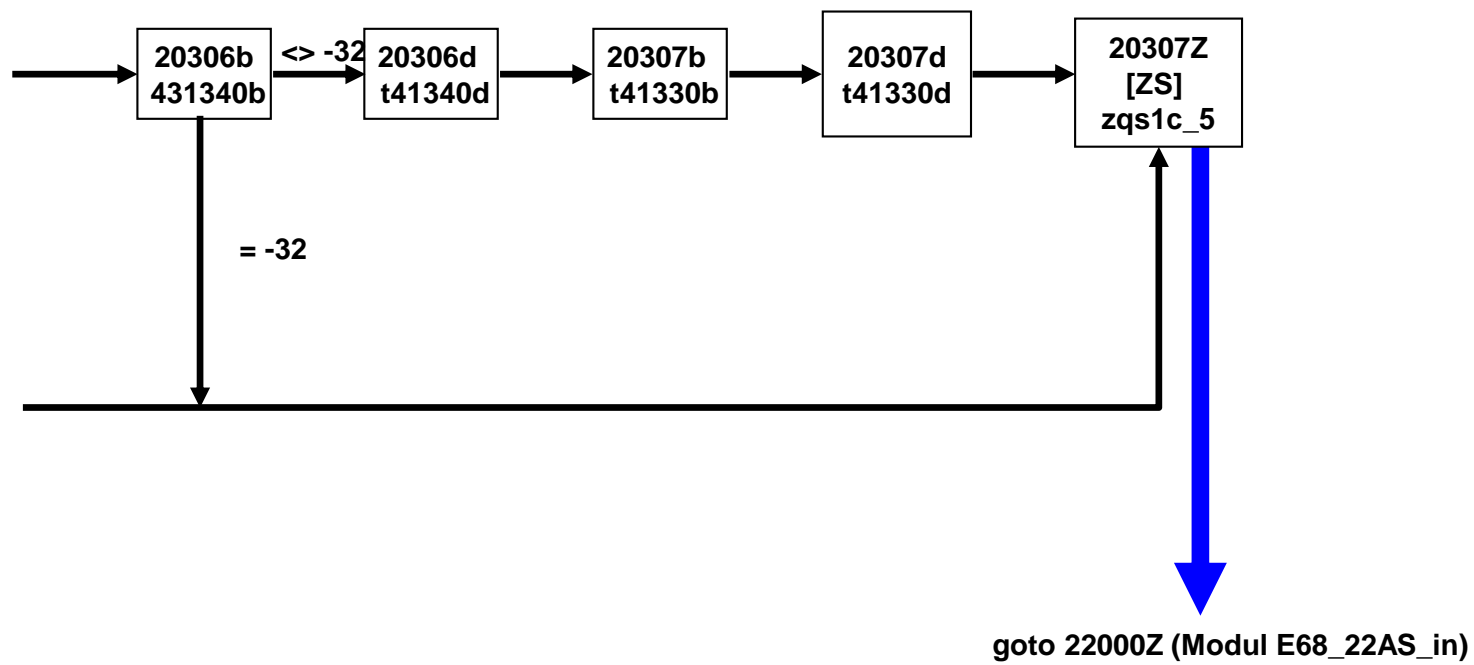 20306b
431340b
<> -32
20306d
t41340d
20307b
t41330b
20307d
t41330d
20307Z
[ZS]
zqs1c_5
= -32
goto 22000Z (Modul E68_22AS_in)